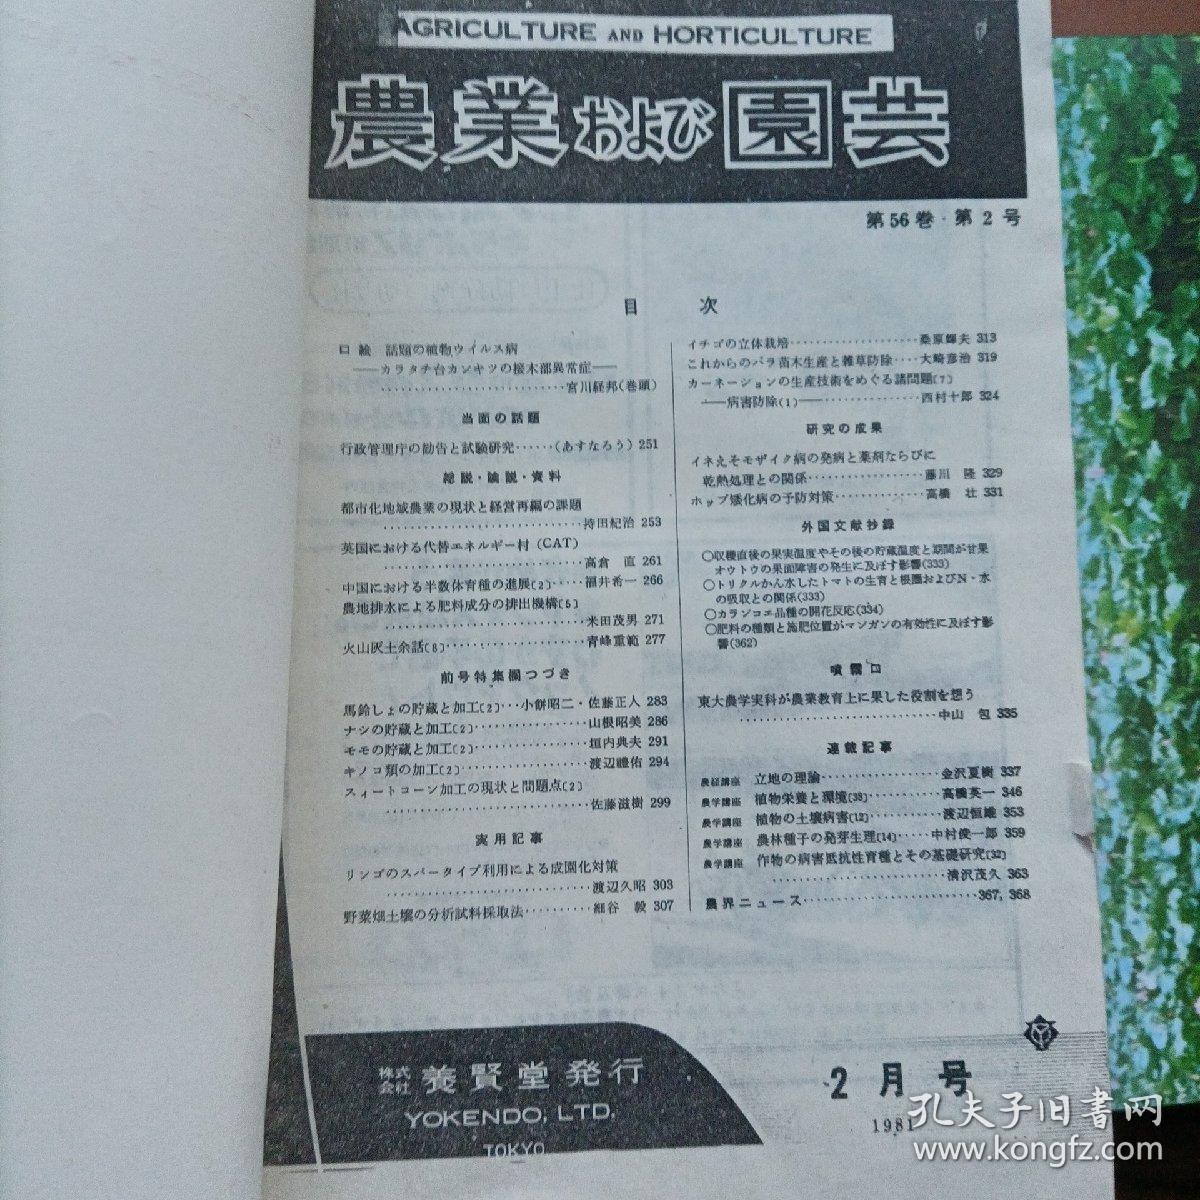 AGRICULTURE AND HORTICULTURE
農業および園芸
第56巻・第2号
目 次
口絵 話題の植物ウイルス病
——カラタチ台カンキツの接木部異常症——
宮川経邦(巻頭)
当面の話題
行政管理庁の勧告と試験研究……(あすなろう) 251
総説・論説・資料
都市化地域農業の現状と経営再編の課題
持田紀治 253
英国における代替エネルギー村 (CAT)
高倉 直 261
中国における半数体育種の進展〔2〕……福井希一 266
農地排水による肥料成分の排出機構〔5〕
米田茂男 271
火山灰土余話〔8〕……青峰重範 277
前号特集欄つづき
馬鈴しょの貯蔵と加工〔2〕…小餅昭二・佐藤正人 283
ナシの貯蔵と加工〔2〕……山根昭美 286
モモの貯蔵と加工〔2〕……垣内典夫 291
キノコ類の加工〔2〕……渡辺禮佑 294
スィートコーン加工の現状と問題点〔2〕
佐藤滋樹 299
実用記事
リンゴのスパータイプ利用による成園化対策
渡辺久昭 303
野菜畑土壌の分析試料採取法……細谷 毅 307
イチゴの立体栽培……桑原輝夫 313
これからのバラ苗木生産と雑草防除……大崎彦治 319
カーネーションの生産技術をめぐる諸問題〔7〕
——病害防除(1)——……西村十郎 324
研究の成果
イネえそモザイク病の発病と薬剤ならびに
乾熱処理との関係……藤川 隆 329
ホップ矮化病の予防対策……高橋 壮 331
外国文献抄録
○収穫直後の果実温度やその後の貯蔵温度と期間が甘果
オウトウの果面障害の発生に及ぼす影響(333)
○トリクルかん水したトマトの生育と根圏およびN・水
の吸収との関係(333)
○カランコエ品種の開花反応(334)
○肥料の種類と施肥位置がマンガンの有効性に及ぼす影
響(362)
噴霧口
東大農学実科が農業教育上に果した役割を想う
中山 包 335
連載記事
農経講座 立地の理論……金沢夏樹 337
農学講座 植物栄養と環境〔38〕……高橋英一 346
農学講座 植物の土壌病害〔12〕……渡辺恒雄 353
農学講座 農林種子の発芽生理〔14〕……中村俊一郎 359
農学講座 作物の病害抵抗性育種とその基礎研究〔32〕
清沢茂久 363
農界ニュース……367, 368
株式会社 養賢堂発行
YOKENDO, LTD.
TOKYO
2月号
1981
孔夫子旧书网
www.kongfz.com